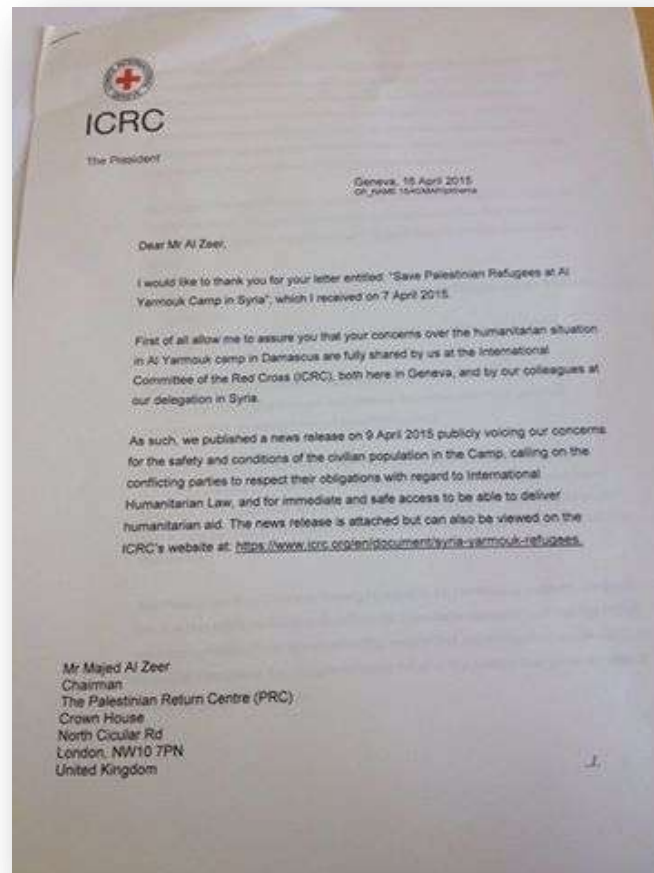 ICRC
The President
Geneva, 16 April 2015
Dear Mr Al Zeer,
I would like to thank you for your letter entitled: "Save Palestinian Refugees at Al
Yarmouk Camp in Syria", which I received on 7 April 2015.
First of all allow me to assure you that your concerns over the humanitarian situation
in Al Yarmouk camp in Damascus are fully shared by us at the International
Committee of the Red Cross (ICRC), both here in Geneva, and by our colleagues at
our delegation in Syria.
As such, we published a news release on 9 April 2015 publicly voicing our concerns
for the safety and conditions of the civilian population in the Camp, calling on the
conflicting parties to respect their obligations with regard to International
Humanitarian Law, and for immediate and safe access to be able to deliver
humanitarian aid. The news release is attached but can also be viewed on the
ICRC's website at: https://www.icrc.org/en/document/syria-yarmouk-refugees.
Mr Majed Al Zeer
Chairman
The Palestinian Return Centre (PRC)
Crown House
North Cicular Rd
London, NW10 7PN
United Kingdom